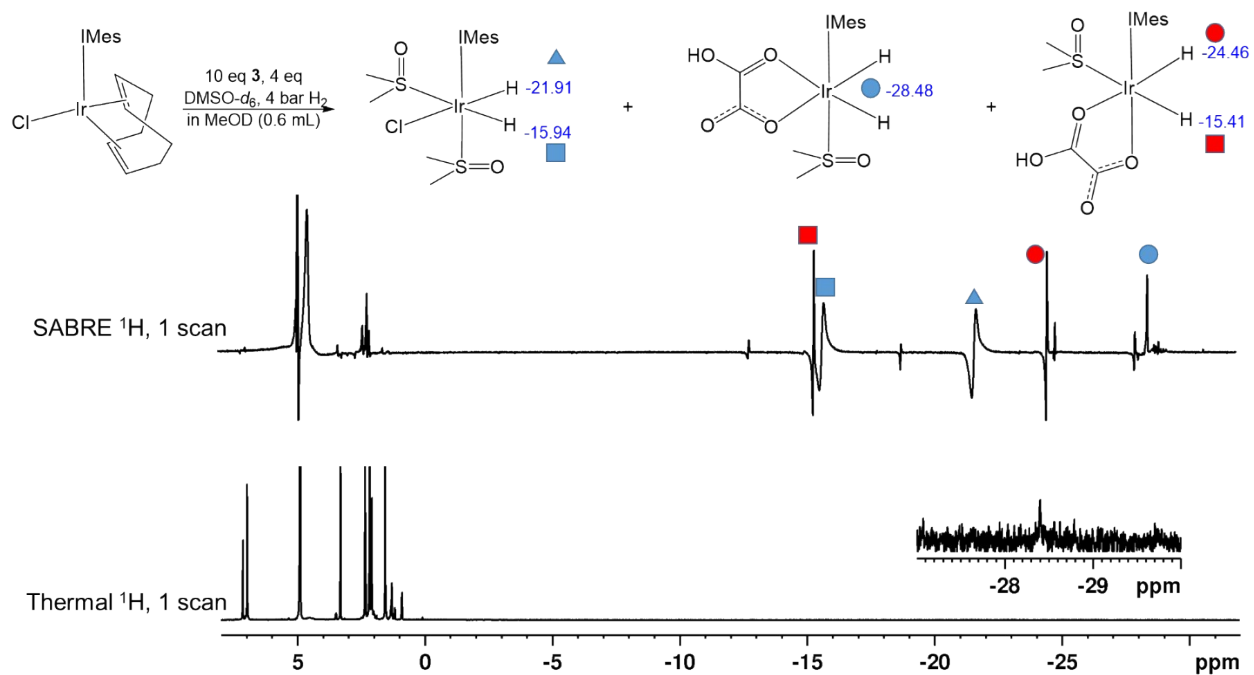 IMes
Ir
Cl
10 eq 3, 4 eq
DMSO-d6, 4 bar H2
in MeOD (0.6 mL)
IMes
O
S
H -21.91
Ir
Cl
H
-15.94
S=O
+
IMes
HO
O
H
Ir -28.48
O
O
H
S=O
+
IMes
O
S
H -24.46
Ir
O
H -15.41
HO
O
O
SABRE 1H, 1 scan
Thermal 1H, 1 scan
-28 -29 ppm
5 0 -5 -10 -15 -20 -25 ppm